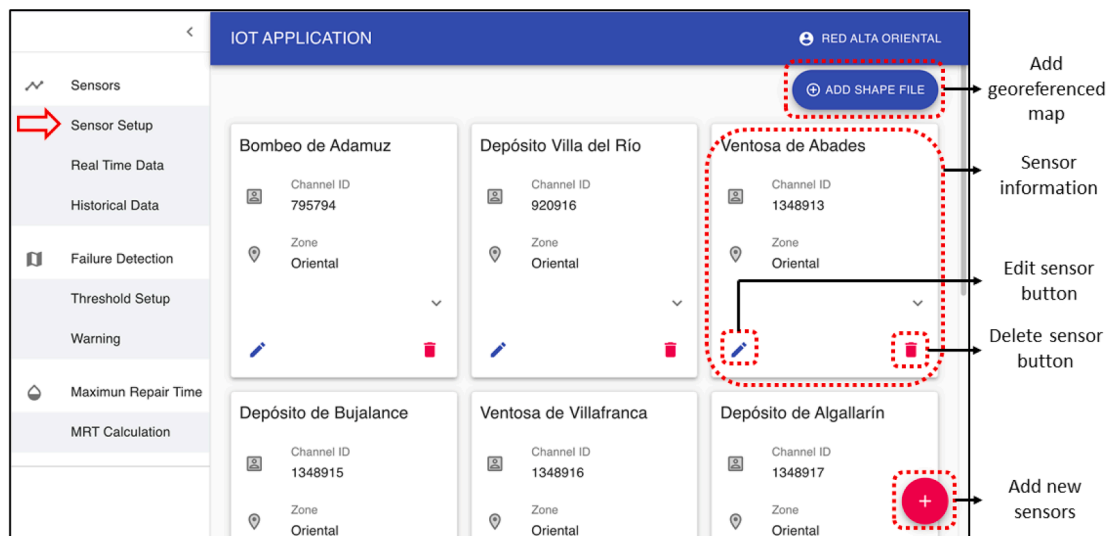 IOT APPLICATION
RED ALTA ORIENTAL
ADD SHAPE FILE
Sensors
Sensor Setup
Real Time Data
Historical Data
Failure Detection
Threshold Setup
Warning
Maximun Repair Time
MRT Calculation
Bombeo de Adamuz
Channel ID
795794
Zone
Oriental
Depósito Villa del Río
Channel ID
920916
Zone
Oriental
Ventosa de Abades
Channel ID
1348913
Zone
Oriental
Depósito de Bujalance
Channel ID
1348915
Zone
Oriental
Ventosa de Villafranca
Channel ID
1348916
Zone
Oriental
Depósito de Algallarín
Channel ID
1348917
Zone
Oriental
Add
georeferenced
map
Sensor
information
Edit sensor
button
Delete sensor
button
Add new
sensors